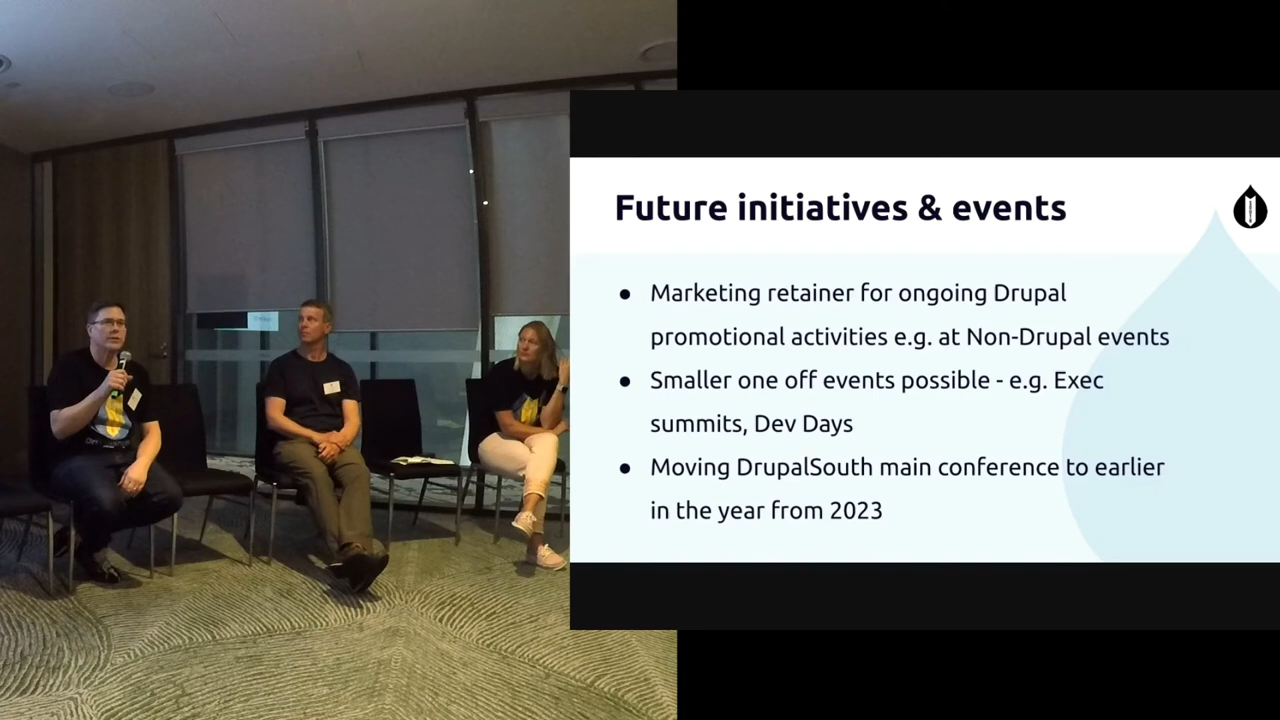 Future initiatives & events
● Marketing retainer for ongoing Drupal
promotional activities e.g. at Non-Drupal events
● Smaller one off events possible - e.g. Exec
summits, Dev Days
● Moving DrupalSouth main conference to earlier
in the year from 2023